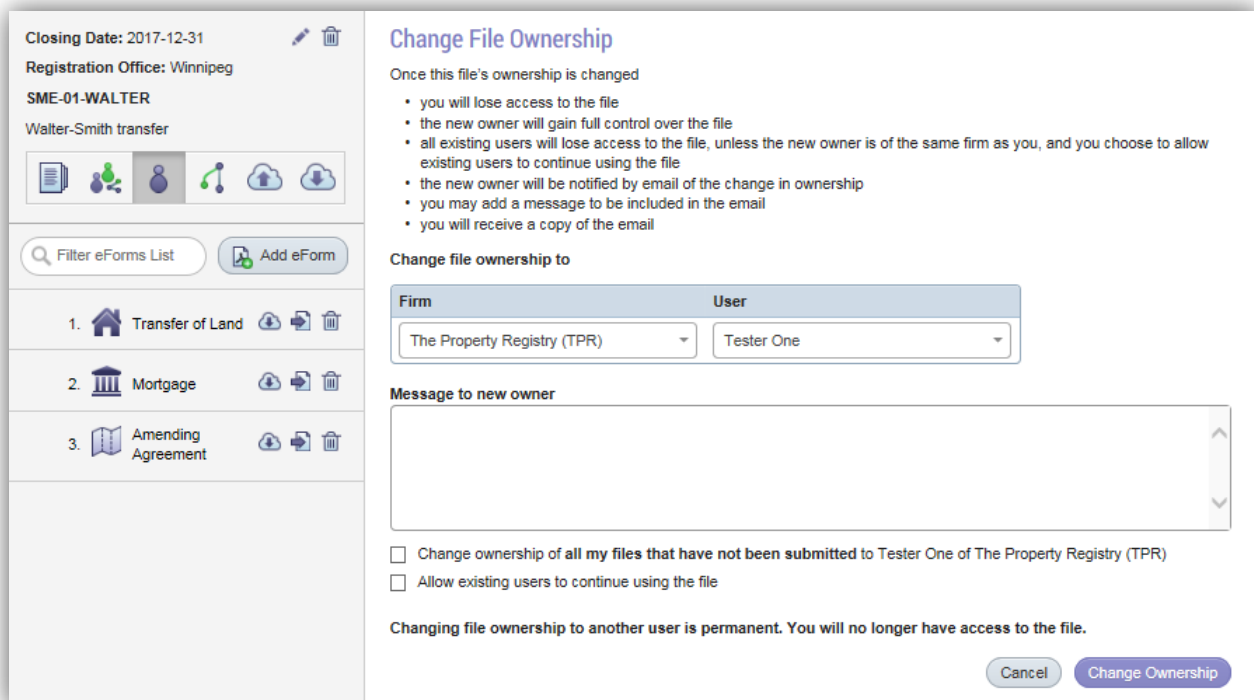 Closing Date: 2017-12-31
Registration Office: Winnipeg
SME-01-WALTER
Walter-Smith transfer
Filter eForms List
Add eForm
1. Transfer of Land
2. Mortgage
3. Amending
Agreement
Change File Ownership
Once this file's ownership is changed
• you will lose access to the file
• the new owner will gain full control over the file
• all existing users will lose access to the file, unless the new owner is of the same firm as you, and you choose to allow
existing users to continue using the file
• the new owner will be notified by email of the change in ownership
• you may add a message to be included in the email
• you will receive a copy of the email
Change file ownership to
Firm User
The Property Registry (TPR) Tester One
Message to new owner
Change ownership of all my files that have not been submitted to Tester One of The Property Registry (TPR)
Allow existing users to continue using the file
Changing file ownership to another user is permanent. You will no longer have access to the file.
Cancel Change Ownership